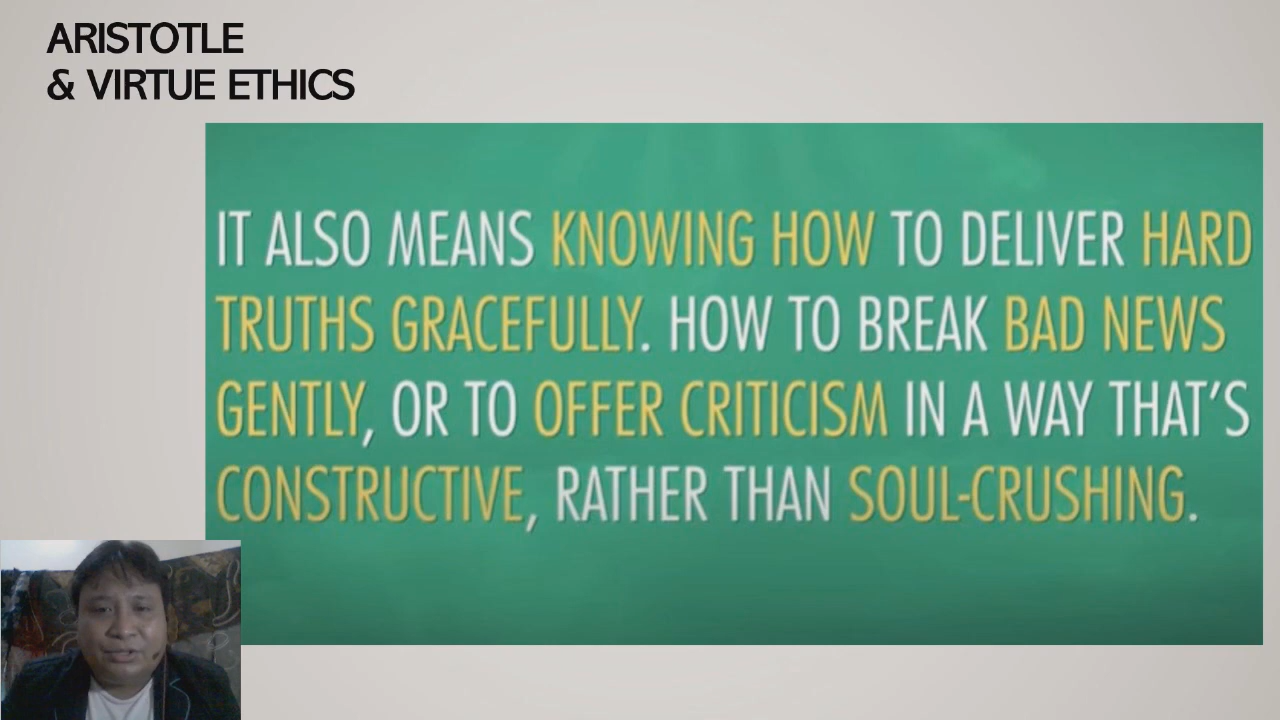 ARISTOTLE
& VIRTUE ETHICS
IT ALSO MEANS KNOWING HOW TO DELIVER HARD
TRUTHS GRACEFULLY. HOW TO BREAK BAD NEWS
GENTLY, OR TO OFFER CRITICISM IN A WAY THAT'S
CONSTRUCTIVE, RATHER THAN SOUL-CRUSHING.